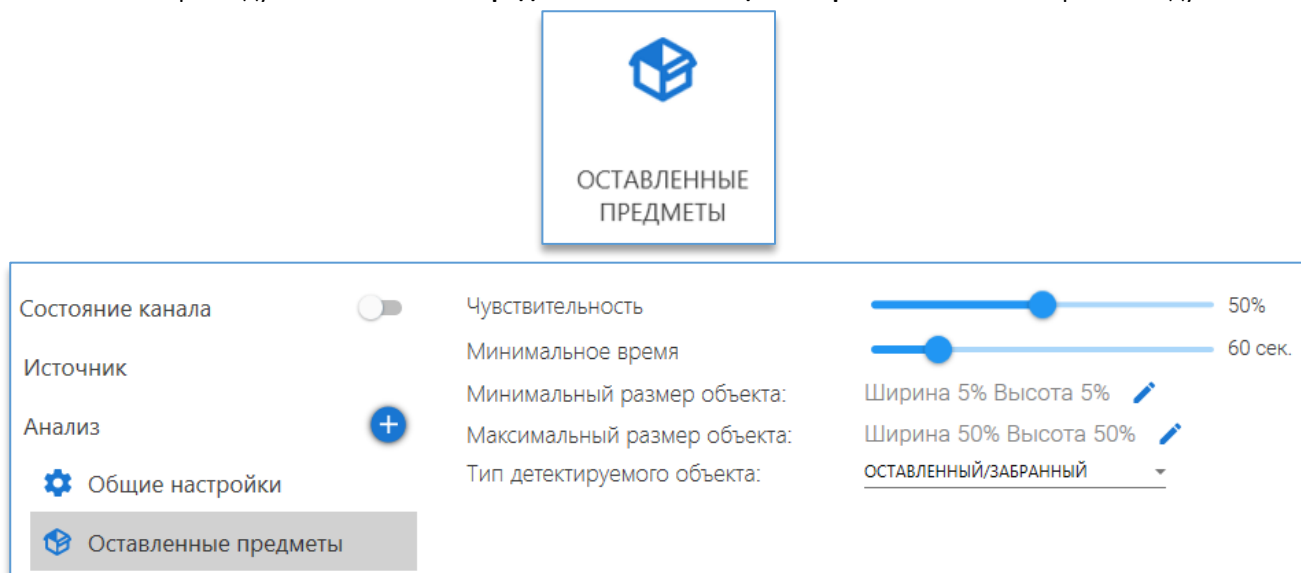 ОСТАВЛЕННЫЕ
ПРЕДМЕТЫ
Состояние канала
Источник
Анализ
Общие настройки
Оставленные предметы
Чувствительность 50%
Минимальное время 60 сек.
Минимальный размер объекта: Ширина 5% Высота 5%
Максимальный размер объекта: Ширина 50% Высота 50%
Тип детектируемого объекта: ОСТАВЛЕННЫЙ/ЗАБРАННЫЙ